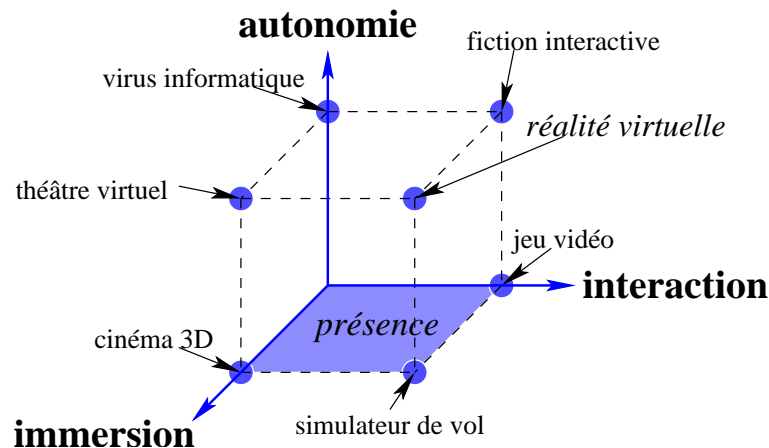 autonomie
fiction interactive
virus informatique
réalité virtuelle
théâtre virtuel
jeu vidéo
interaction
présence
cinéma 3D
simulateur de vol
immersion